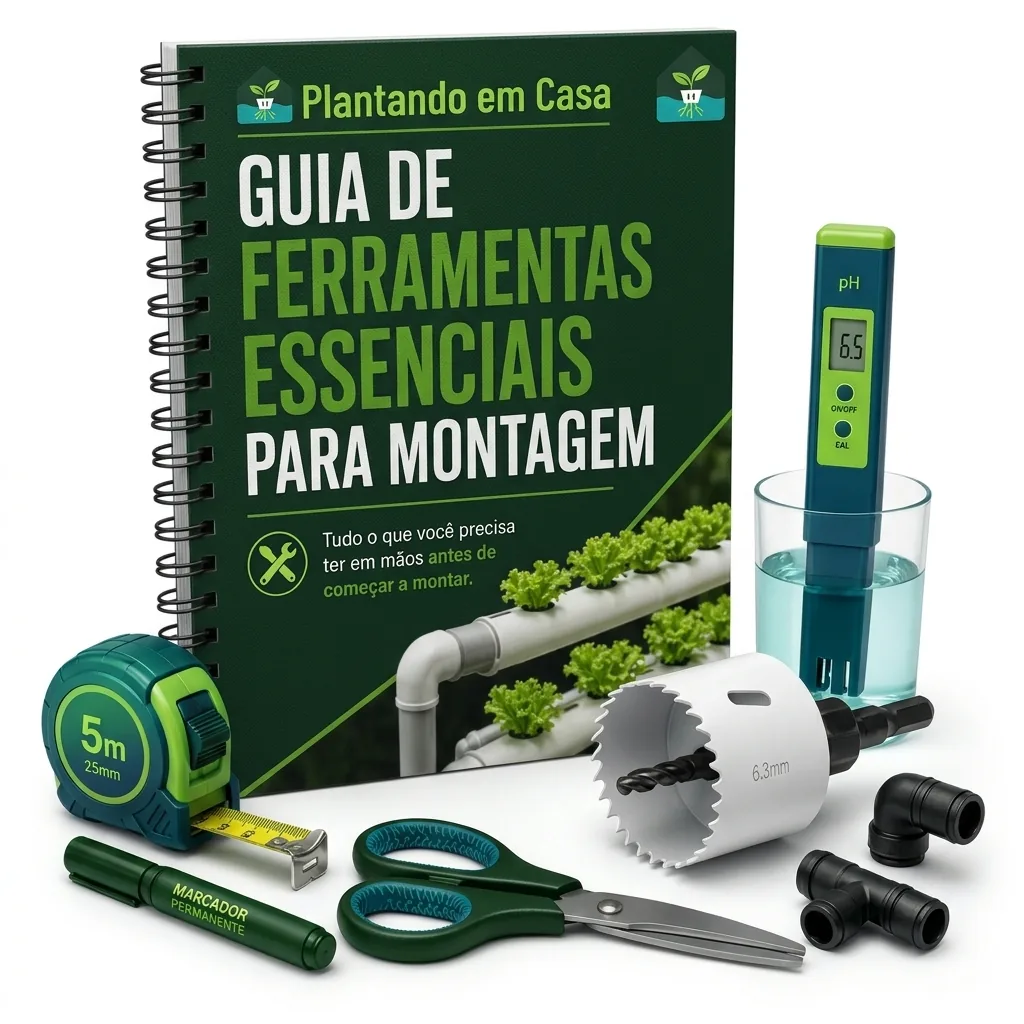 Plantando em Casa
GUIA DE
FERRAMENTAS
ESSENCIAIS
PARA MONTAGEM
Tudo o que você precisa
ter em mãos antes de
começar a montar.
pH
6.5
ON/OFF
EAL
5m
25mm
6.3mm
MARCADOR
PERMANENTE